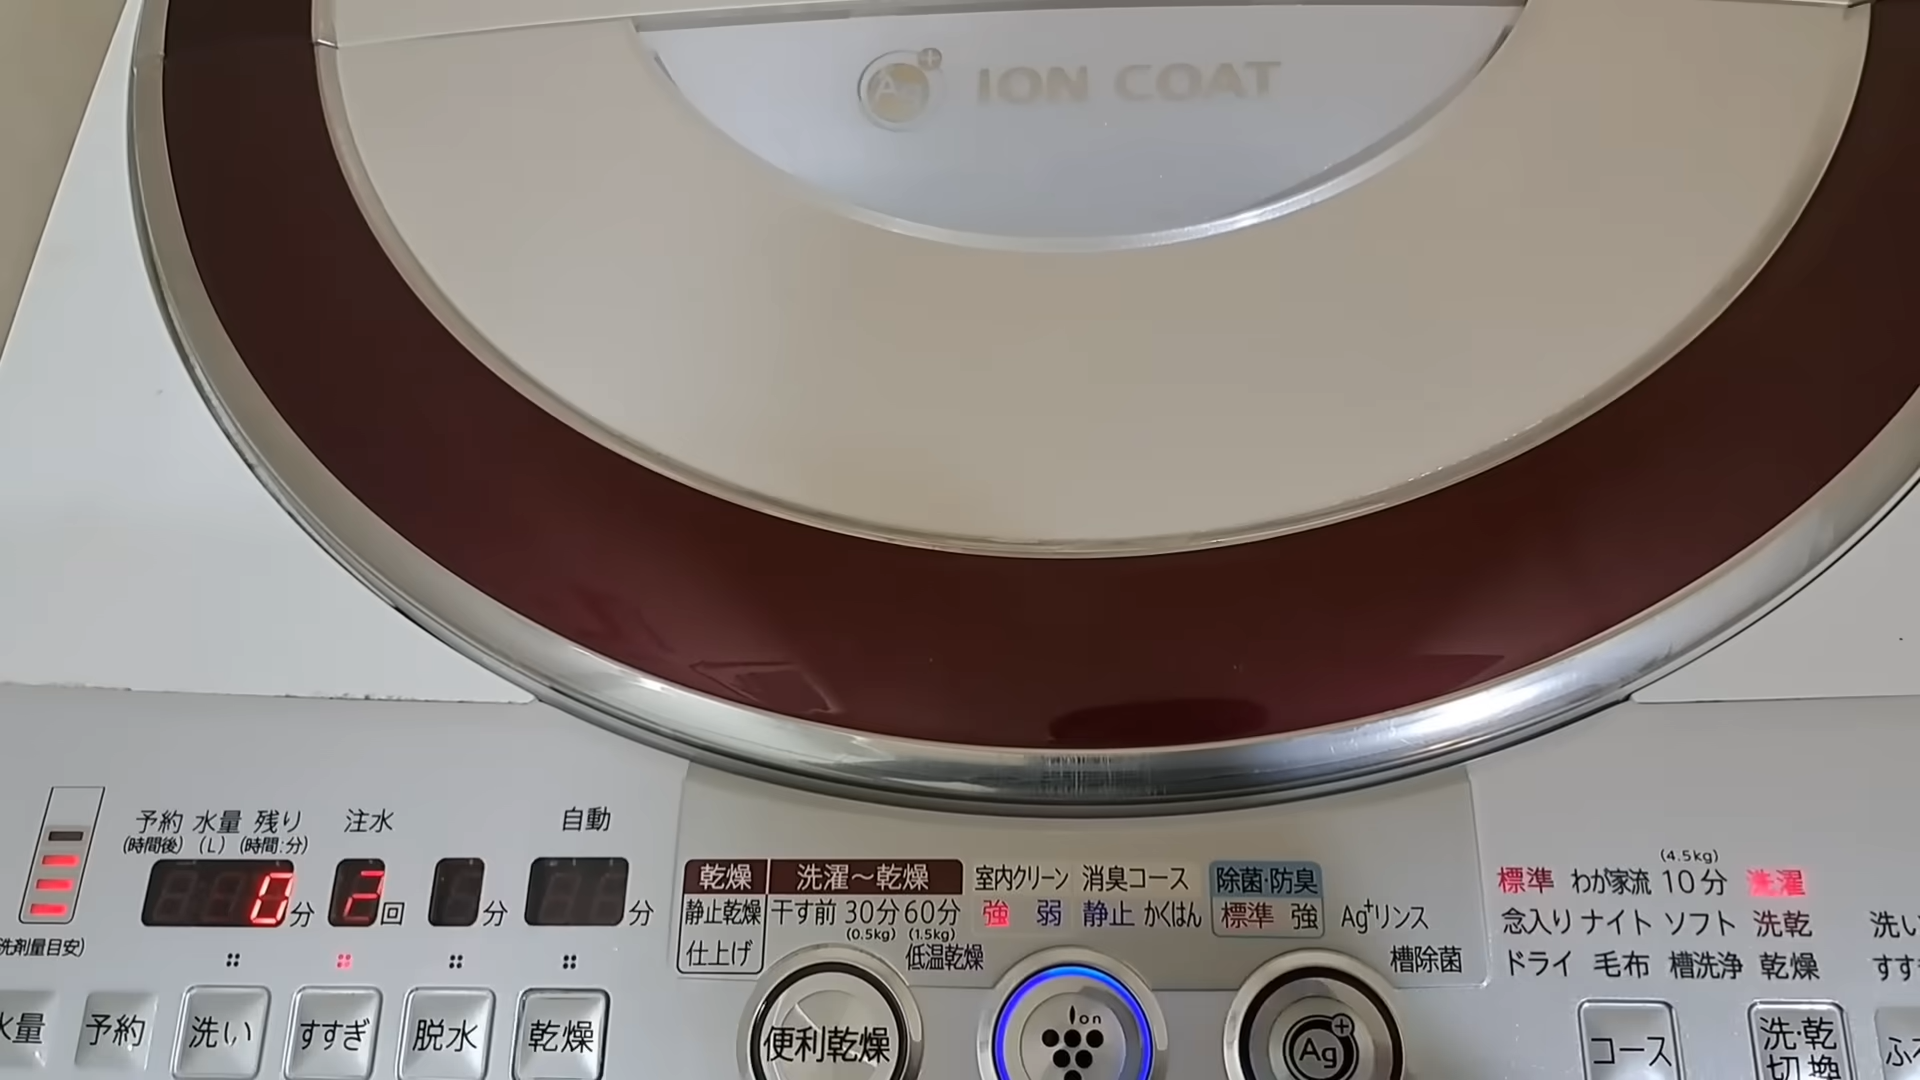 Ag+ ION COAT
予約 水量 残り 注水 自動
(時間後) (L) (時間:分)
0分 2回 分 分
洗剤量目安)
乾燥 洗濯～乾燥 室内クリーン 消臭コース 除菌・防臭
静止乾燥 干す前 30分 60分 強 弱 静止 かくはん 標準 強 Ag+リンス
(0.5kg) (1.5kg)
仕上げ 低温乾燥 槽除菌
(4.5kg)
標準 わが家流 10分 洗濯
念入り ナイト ソフト 洗乾 洗い
ドライ 毛布 槽洗浄 乾燥 すす
水量 予約 洗い すすぎ 脱水 乾燥 便利乾燥 Ion Ag+ コース 洗・乾
切換 ふろ